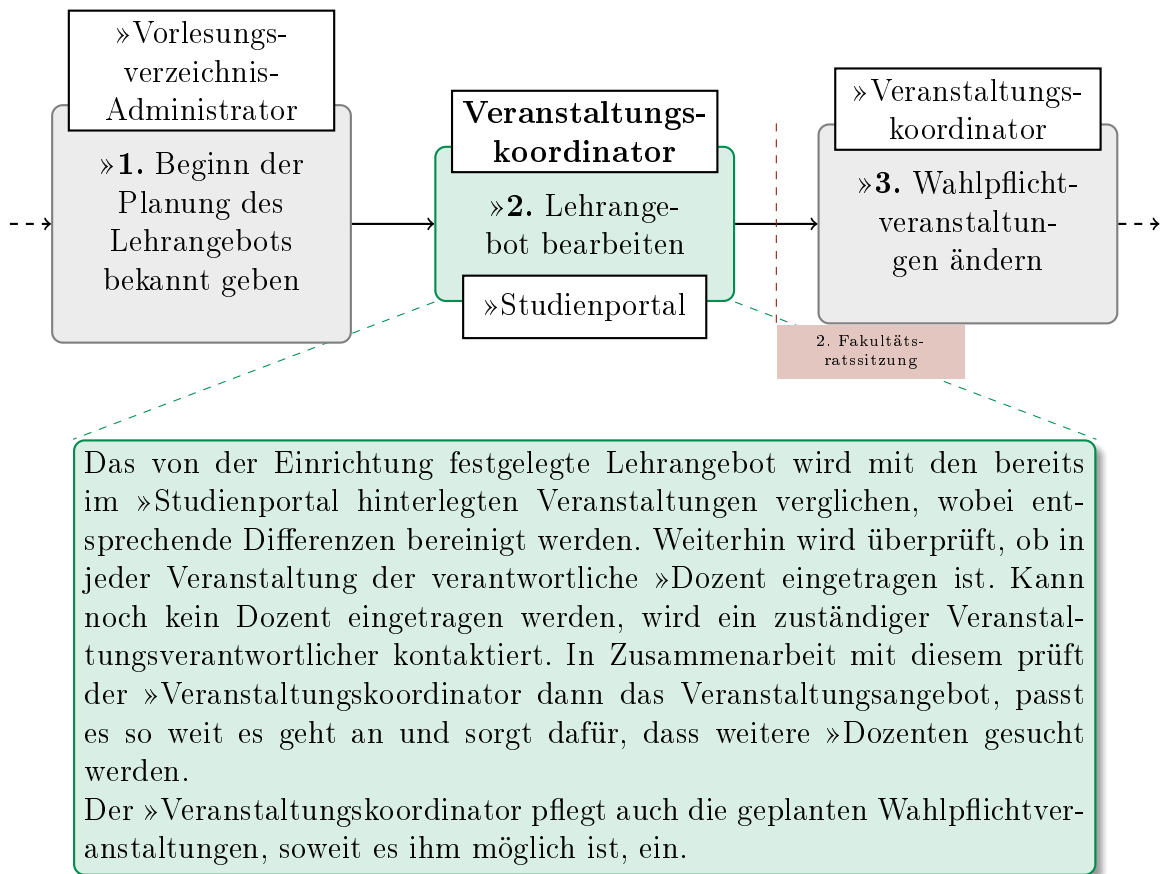 »Vorlesungs-
verzeichnis-
Administrator
»1. Beginn der
Planung des
Lehrangebots
bekannt geben
Veranstaltungs-
koordinator
»2. Lehrange-
bot bearbeiten
»Studienportal
»Veranstaltungs-
koordinator
»3. Wahlpflicht-
veranstaltun-
gen ändern
2. Fakultäts-
ratssitzung
Das von der Einrichtung festgelegte Lehrangebot wird mit den bereits
im »Studienportal hinterlegten Veranstaltungen verglichen, wobei ent-
sprechende Differenzen bereinigt werden. Weiterhin wird überprüft, ob in
jeder Veranstaltung der verantwortliche »Dozent eingetragen ist. Kann
noch kein Dozent eingetragen werden, wird ein zuständiger Veranstal-
tungsverantwortlicher kontaktiert. In Zusammenarbeit mit diesem prüft
der »Veranstaltungskoordinator dann das Veranstaltungsangebot, passt
es so weit es geht an und sorgt dafür, dass weitere »Dozenten gesucht
werden.
Der »Veranstaltungskoordinator pflegt auch die geplanten Wahlpflichtver-
anstaltungen, soweit es ihm möglich ist, ein.